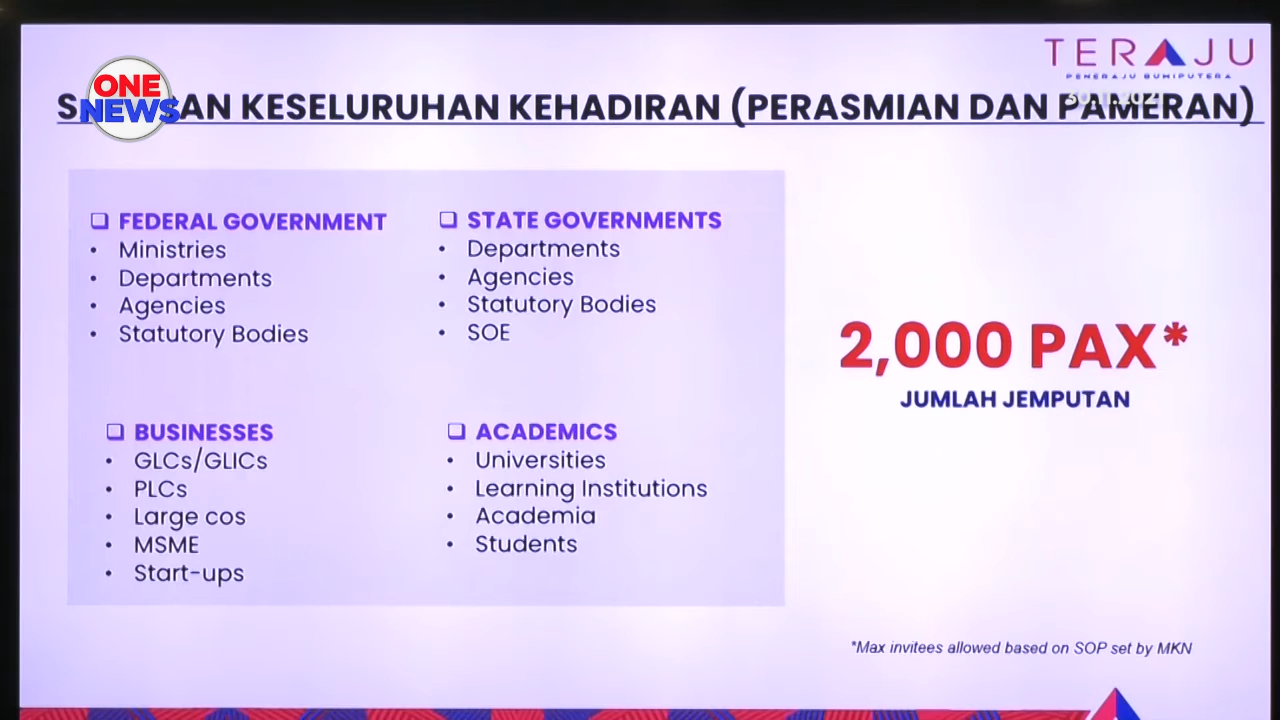 TERAJU
PENERAJU BUMIPUTERA
ONE
NEWS
KESELURUHAN KEHADIRAN (PERASMIAN DAN PAMERAN)
❑ FEDERAL GOVERNMENT
• Ministries
• Departments
• Agencies
• Statutory Bodies
❑ STATE GOVERNMENTS
• Departments
• Agencies
• Statutory Bodies
• SOE
2,000 PAX*
JUMLAH JEMPUTAN
❑ BUSINESSES
• GLCs/GLICs
• PLCs
• Large cos
• MSME
• Start-ups
❑ ACADEMICS
• Universities
• Learning Institutions
• Academia
• Students
*Max invitees allowed based on SOP set by MKN